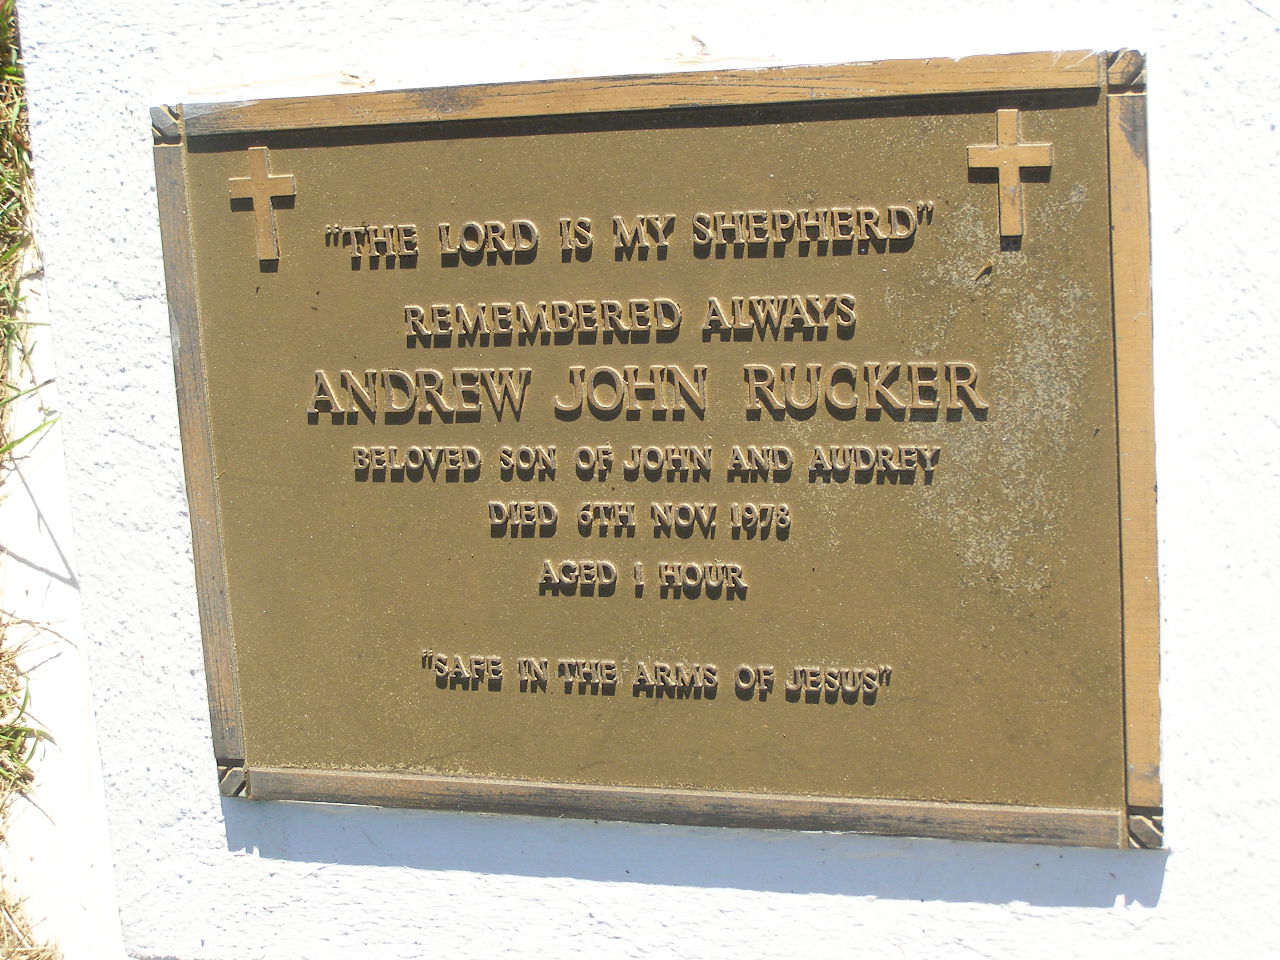 "THE LORD IS MY SHEPHERD"
REMEMBERED ALWAYS
ANDREW JOHN RUCKER
BELOVED SON OF JOHN AND AUDREY
DIED 6TH NOV. 1978
AGED 1 HOUR
"SAFE IN THE ARMS OF JESUS"